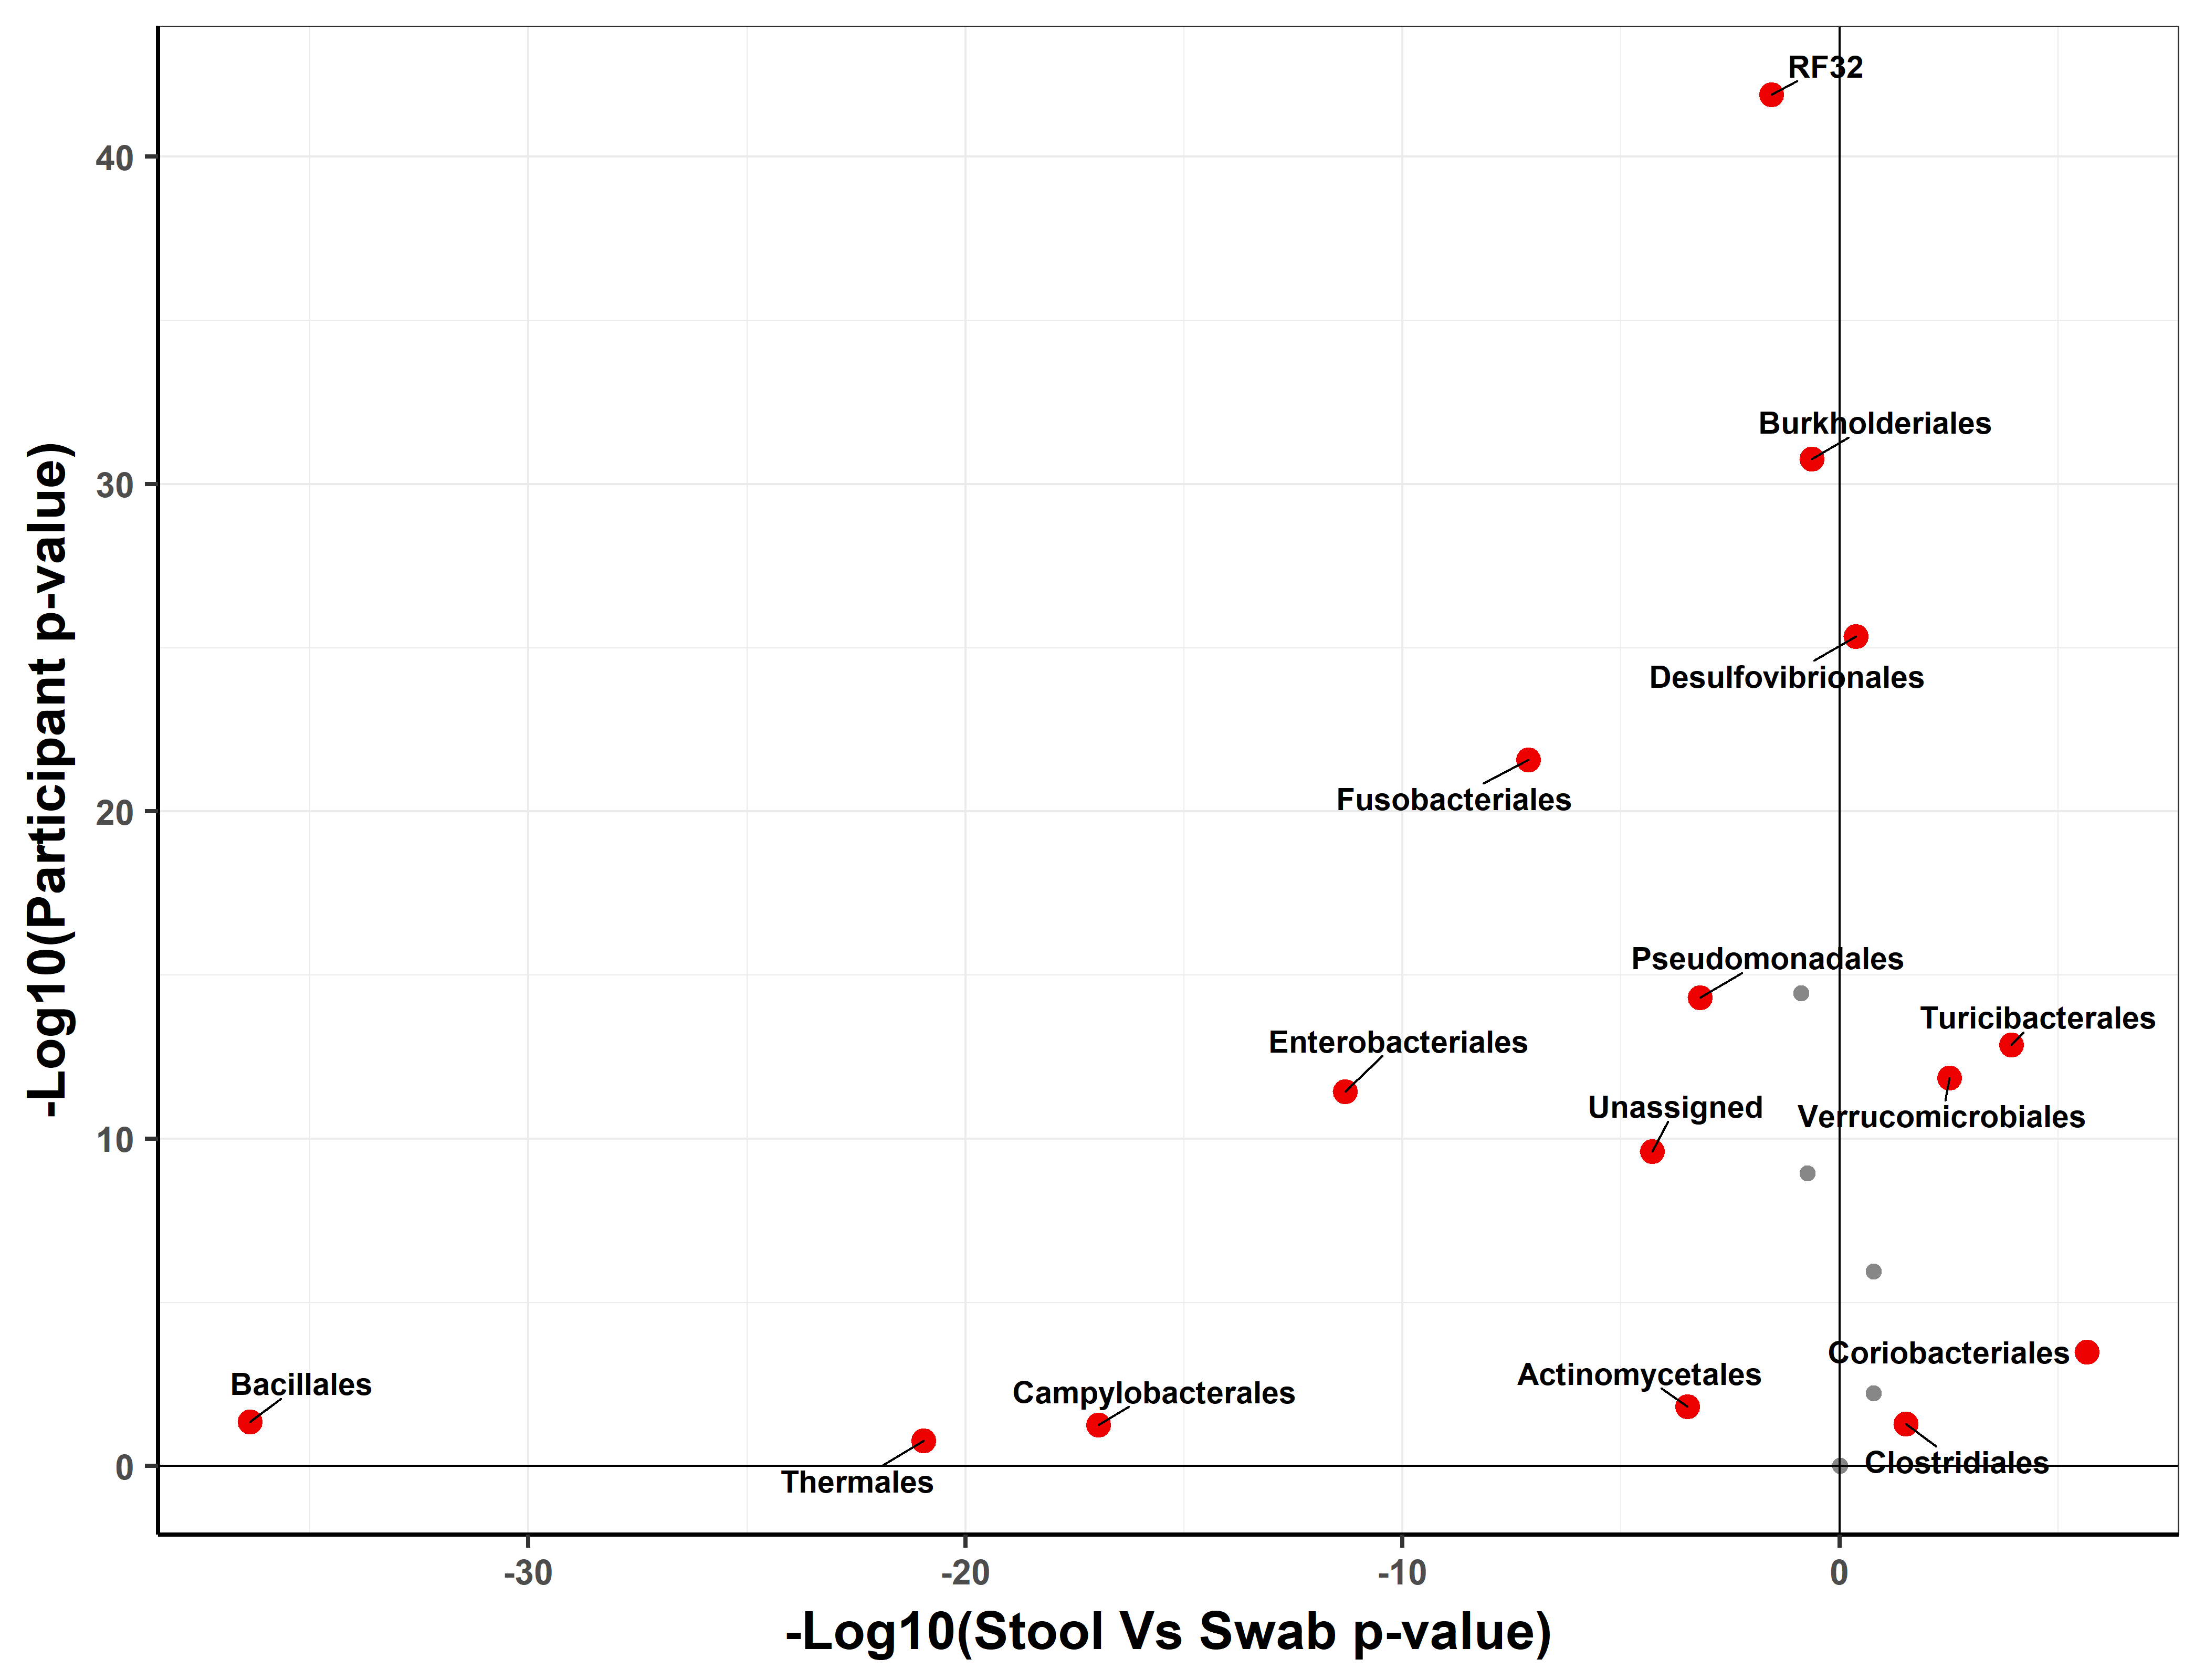 RF32
40
Burkholderiales
30
Desulfovibrionales
Fusobacteriales
20
Pseudomonadales
Turicibacterales
Enterobacteriales
Unassigned
Verrucomicrobiales
10
Coriobacteriales
Actinomycetales
Bacillales
Campylobacterales
Clostridiales
0
Thermales
-30
-20
-10
0
-Log10(Stool Vs Swab p-value)
-Log10(Participant p-value)